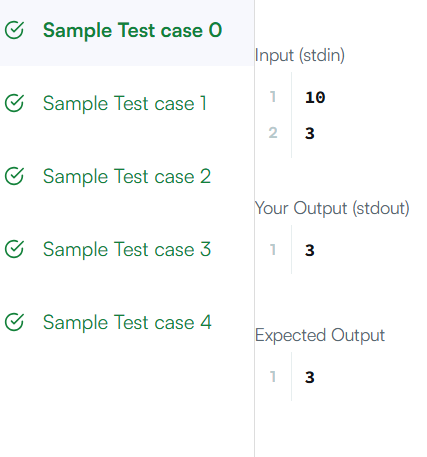 Sample Test case 0
Sample Test case 1
Sample Test case 2
Sample Test case 3
Sample Test case 4
Input (stdin)
1 10
2 3
Your Output (stdout)
1 3
Expected Output
1 3